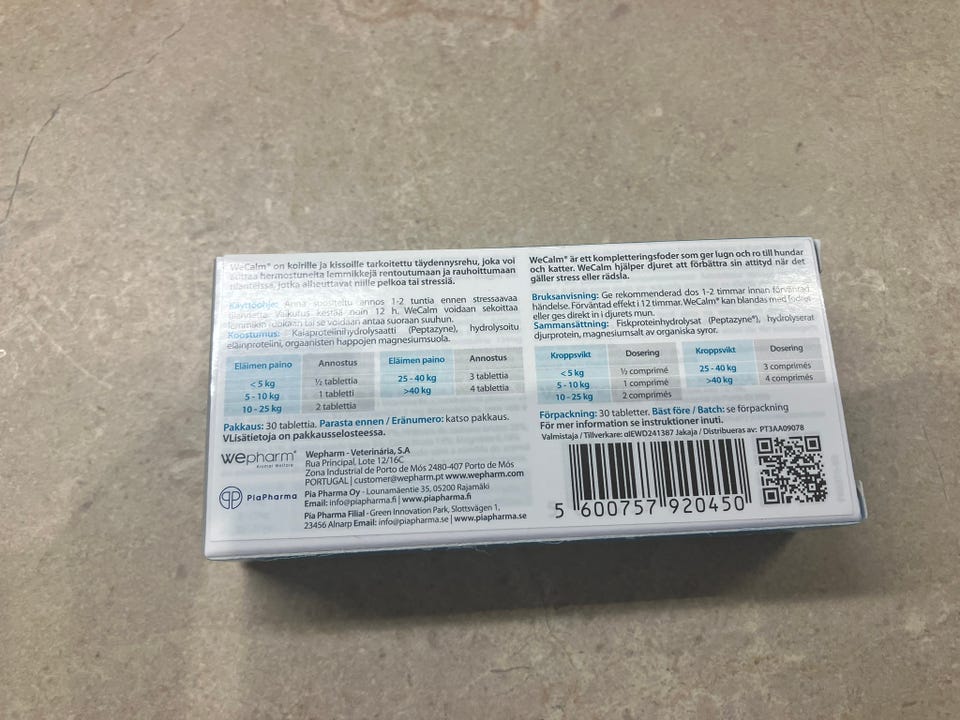 WeCalm® on koirille ja kissoille tarkoitettu täydennysrehu, joka voi
auttaa hermostuneita lemmikkejä rentoutumaan ja rauhoittumaan
tilanteissa, jotka aiheuttavat niille pelkoa tai stressiä.
Käyttöohje: Anna suositeltu annos 1-2 tuntia ennen stressaavaa
tilannetta. Vaikutus kestää noin 12 h. WeCalm voidaan sekoittaa
lemmikin ruokaan tai se voidaan antaa suoraan suuhun.
Koostumus: Kalaproteiinihydrolysaatti (Peptazyne), hydrolysoitu
eläinproteiini, orgaanisten happojen magnesiumsuola.
Eläimen paino Annostus Eläimen paino Annostus
< 5 kg ½ tablettia 25 - 40 kg 3 tablettia
5 - 10 kg 1 tabletti >40 kg 4 tablettia
10 - 25 kg 2 tablettia
Pakkaus: 30 tablettia. Parasta ennen / Eränumero: katso pakkaus.
VLisätietoja on pakkausselosteessa.
wepharm®
Animal Welfare
PiaPharma
Wepharm - Veterinária, S.A
Rua Principal, Lote 12/16C
Zona Industrial de Porto de Mós 2480-407 Porto de Mós
PORTUGAL | customer@wepharm.pt www.wepharm.com
Pia Pharma Oy - Lounamäentie 35, 05200 Rajamäki
Email: info@piapharma.fi | www.piapharma.fi
Pia Pharma Filial - Green Innovation Park, Slottsvägen 1,
23456 Alnarp Email: info@piapharma.se | www.piapharma.se
WeCalm® är ett kompletteringsfoder som ger lugn och ro till hundar
och katter. WeCalm hjälper djuret att förbättra sin attityd när det
gäller stress eller rädsla.
Bruksanvisning: Ge rekommenderad dos 1-2 timmar innan förväntad
händelse. Förväntad effekt i 12 timmar. WeCalm® kan blandas med fodret
eller ges direkt in i djurets mun.
Sammansättning: Fiskproteinhydrolysat (Peptazyne®), hydrolyserat
djurprotein, magnesiumsalt av organiska syror.
Kroppsvikt Dosering Kroppsvikt Dosering
< 5 kg ½ comprimé 25 - 40 kg 3 comprimés
5 - 10 kg 1 comprimé >40 kg 4 comprimés
10 - 25 kg 2 comprimés
Förpackning: 30 tabletter. Bäst före / Batch: se förpackning
För mer information se instruktioner inuti.
Valmistaja / Tillverkare: αIEWD241387 Jakaja / Distribueras av: PT3AA09078
5 600757 920450